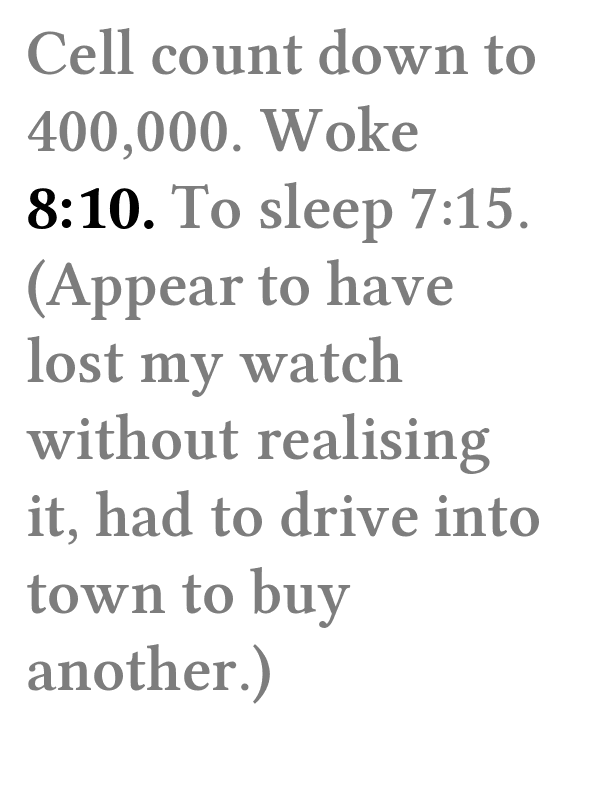 Cell count down to
400,000. Woke
8:10. To sleep 7:15.
(Appear to have
lost my watch
without realising
it, had to drive into
town to buy
another.)